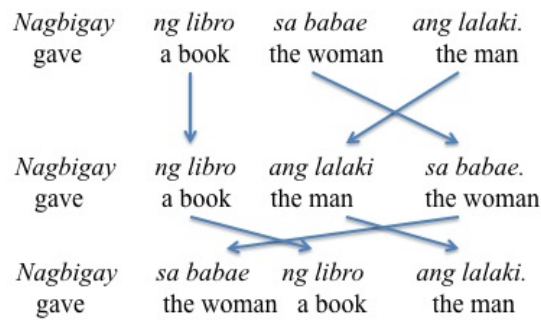 Nagbigay ng libro sa babae ang lalaki.
gave a book the woman the man
Nagbigay ng libro ang lalaki sa babae.
gave a book the man the woman
Nagbigay sa babae ng libro ang lalaki.
gave the woman a book the man